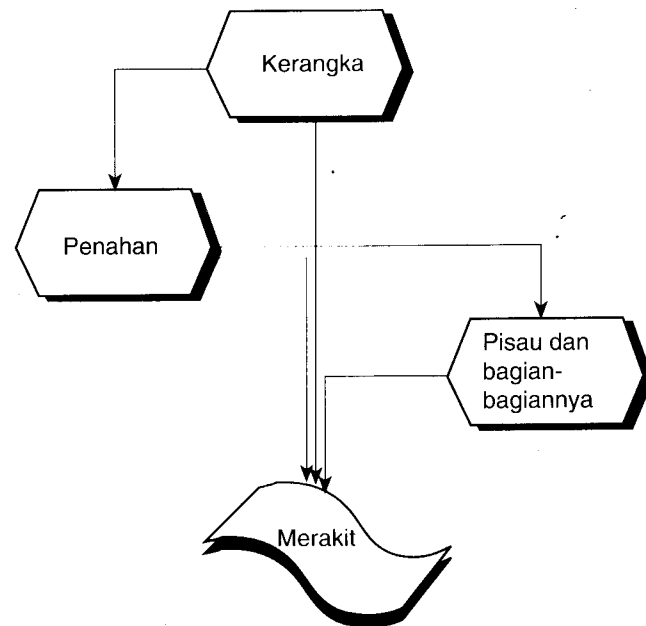 Kerangka
Penahan
Pisau dan
bagian-
bagiannya
Merakit